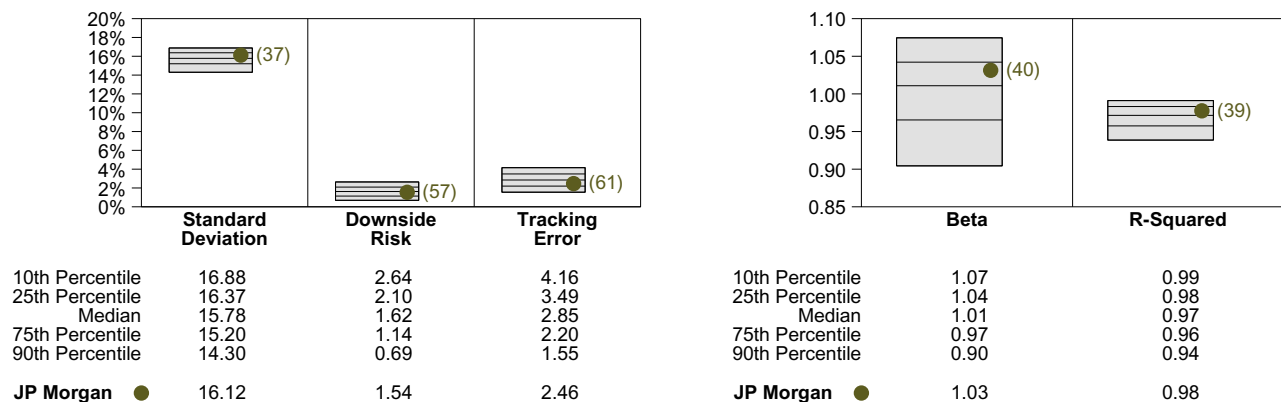 20%
18%
16%
14%
12%
10%
8%
6%
4%
2%
0%
(37)
(57)
(61)
Standard Deviation
Downside Risk
Tracking Error
10th Percentile 16.88 2.64 4.16
25th Percentile 16.37 2.10 3.49
Median 15.78 1.62 2.85
75th Percentile 15.20 1.14 2.20
90th Percentile 14.30 0.69 1.55
JP Morgan 16.12 1.54 2.46
1.10
1.05
1.00
0.95
0.90
0.85
(40)
(39)
Beta R-Squared
10th Percentile 1.07 0.99
25th Percentile 1.04 0.98
Median 1.01 0.97
75th Percentile 0.97 0.96
90th Percentile 0.90 0.94
JP Morgan 1.03 0.98